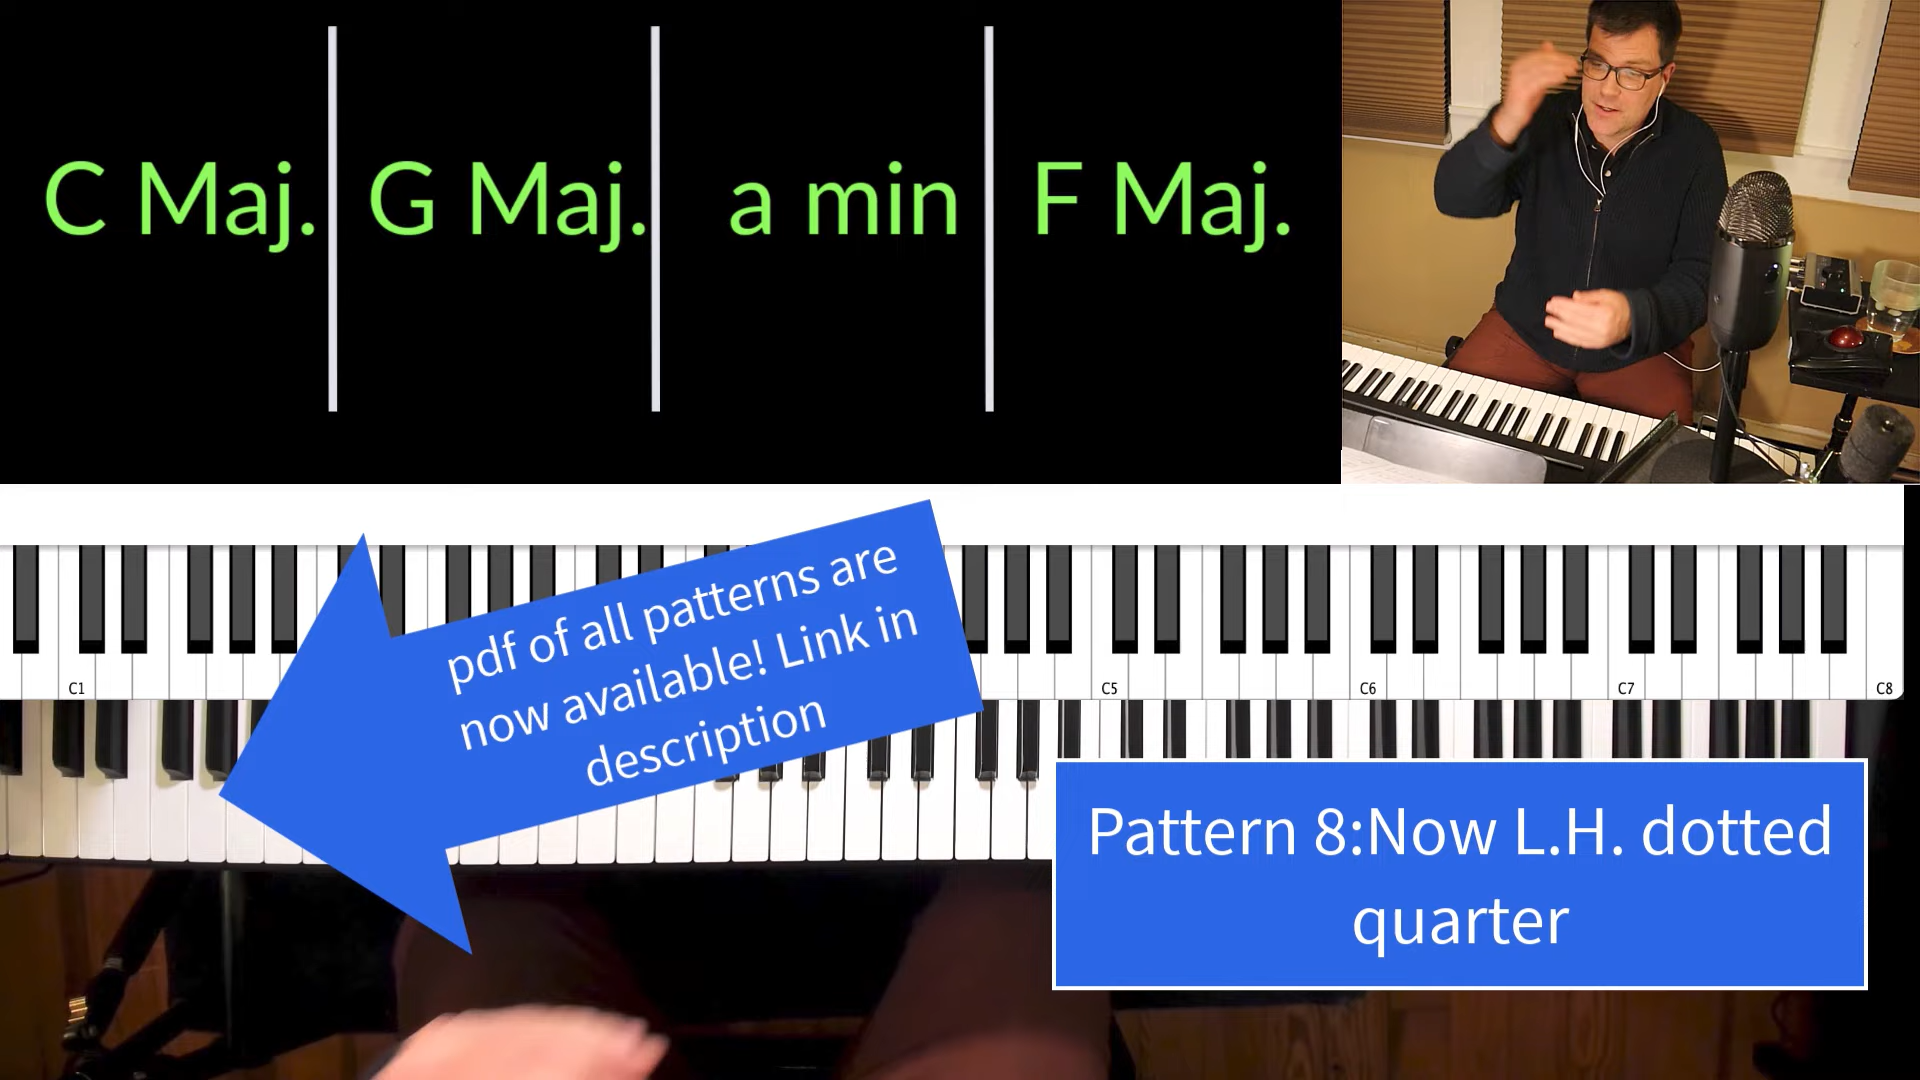 C Maj. G Maj. a min F Maj.
pdf of all patterns are
now available! Link in
description
C1 C5 C6 C7 C8
Pattern 8:Now L.H. dotted
quarter